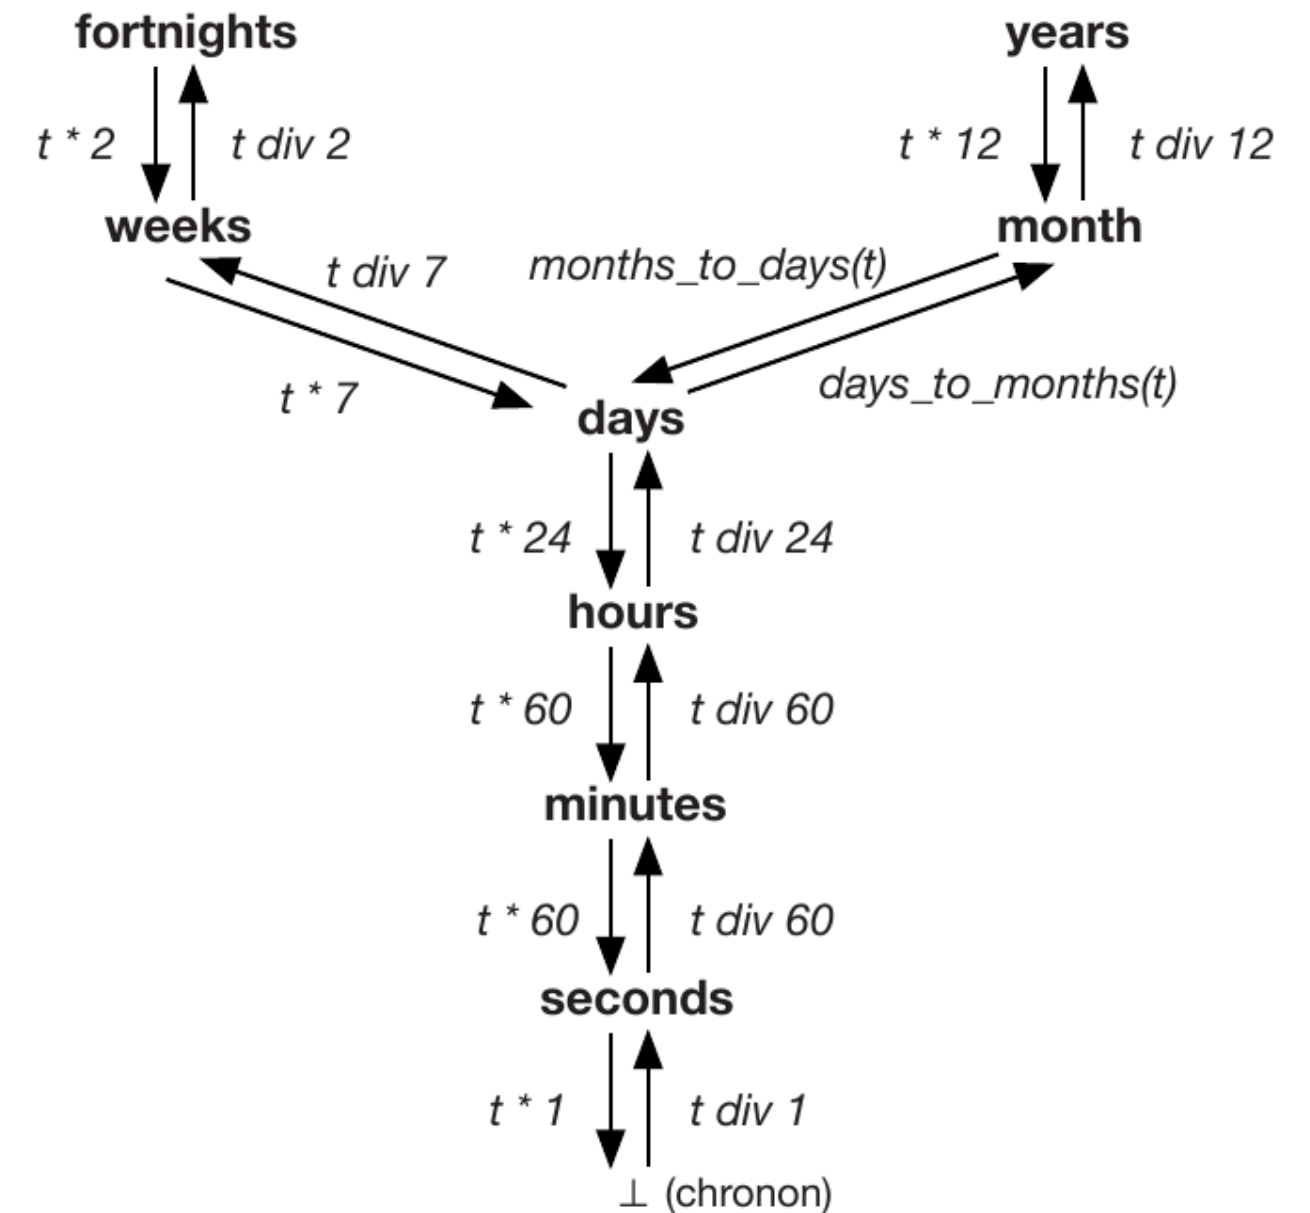 fortnights years
t * 2 t div 2 t * 12 t div 12
weeks month
t div 7 months_to_days(t)
t * 7 days_to_months(t)
days
t * 24 t div 24
hours
t * 60 t div 60
minutes
t * 60 t div 60
seconds
t * 1 t div 1
⊥ (chronon)